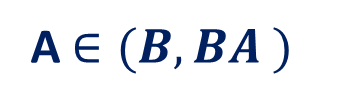 A ∈ (B, BA )